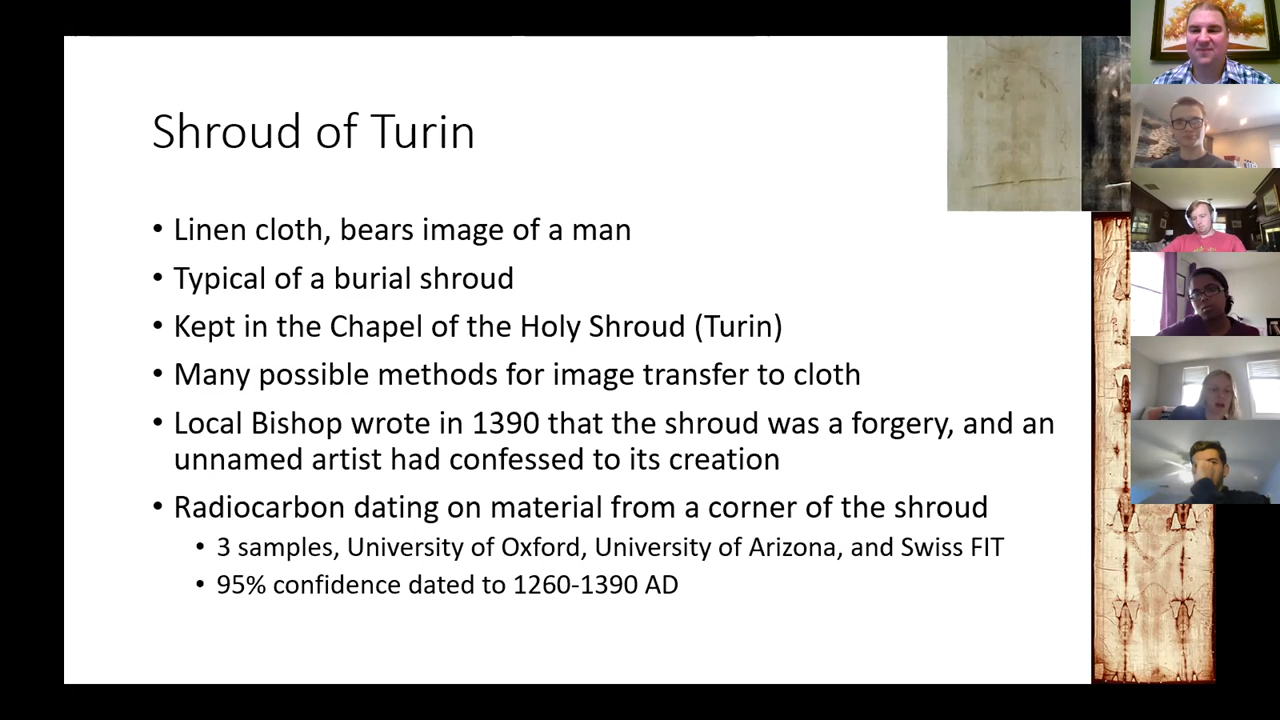 Shroud of Turin
• Linen cloth, bears image of a man
• Typical of a burial shroud
• Kept in the Chapel of the Holy Shroud (Turin)
• Many possible methods for image transfer to cloth
• Local Bishop wrote in 1390 that the shroud was a forgery, and an
unnamed artist had confessed to its creation
• Radiocarbon dating on material from a corner of the shroud
• 3 samples, University of Oxford, University of Arizona, and Swiss FIT
• 95% confidence dated to 1260-1390 AD